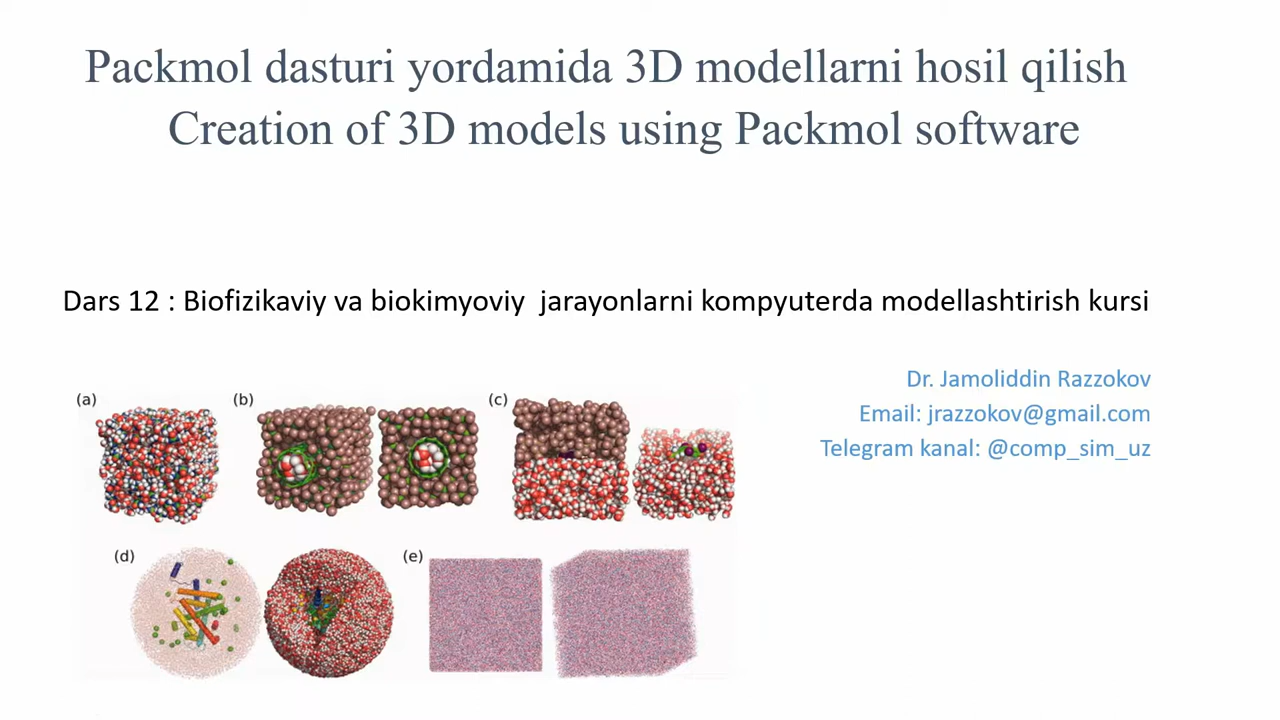 Packmol dasturi yordamida 3D modellarni hosil qilish
Creation of 3D models using Packmol software
Dars 12 : Biofizikaviy va biokimyoviy jarayonlarni kompyuterda modellashtirish kursi
Dr. Jamoliddin Razzokov
Email: jrazzokov@gmail.com
Telegram kanal: @comp_sim_uz
(a) (b) (c)
(d) (e)